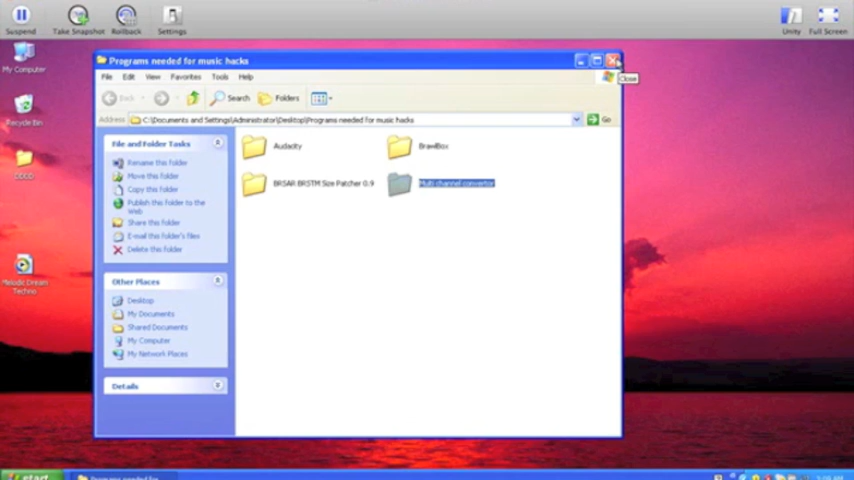 Suspend
Take Snapshot
Rollback
Settings
Unity
Full Screen
My Computer
Recycle Bin
Melodic Dream
Techno
Programs needed for music hacks
Close
File Edit View Favorites Tools Help
Back
Search
Folders
Address
C:\Documents and Settings\Administrator\Desktop\Programs needed for music hacks
Go
File and Folder Tasks
Rename this folder
Move this folder
Copy this folder
Publish this folder to the
Web
Share this folder
E-mail this folder's files
Delete this folder
Other Places
Desktop
My Documents
Shared Documents
My Computer
My Network Places
Details
Audacity
BrawlBox
BRSAR BRSTM Size Patcher 0.9
Multi channel convertor
start
Programs needed for